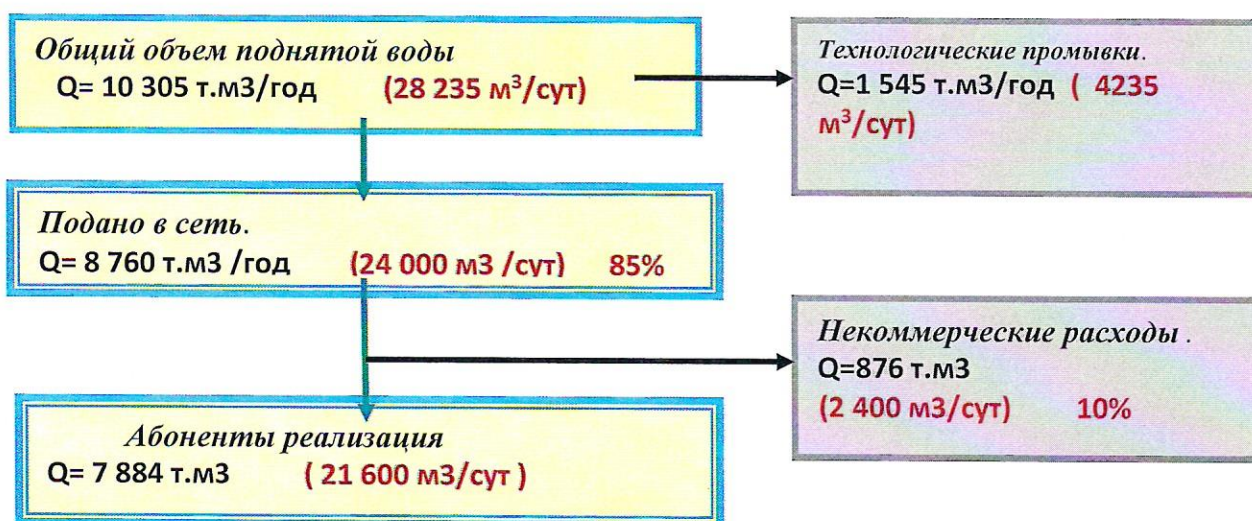 Общий объем поднятой воды
Q= 10 305 т.м3/год (28 235 м³/сут)
Технологические промывки.
Q=1 545 т.м3/год ( 4235
м³/сут)
Подано в сеть.
Q= 8 760 т.м3 /год (24 000 м3 /сут) 85%
Некоммерческие расходы .
Q=876 т.м3
(2 400 м3/сут) 10%
Абоненты реализация
Q= 7 884 т.м3 ( 21 600 м3/сут )